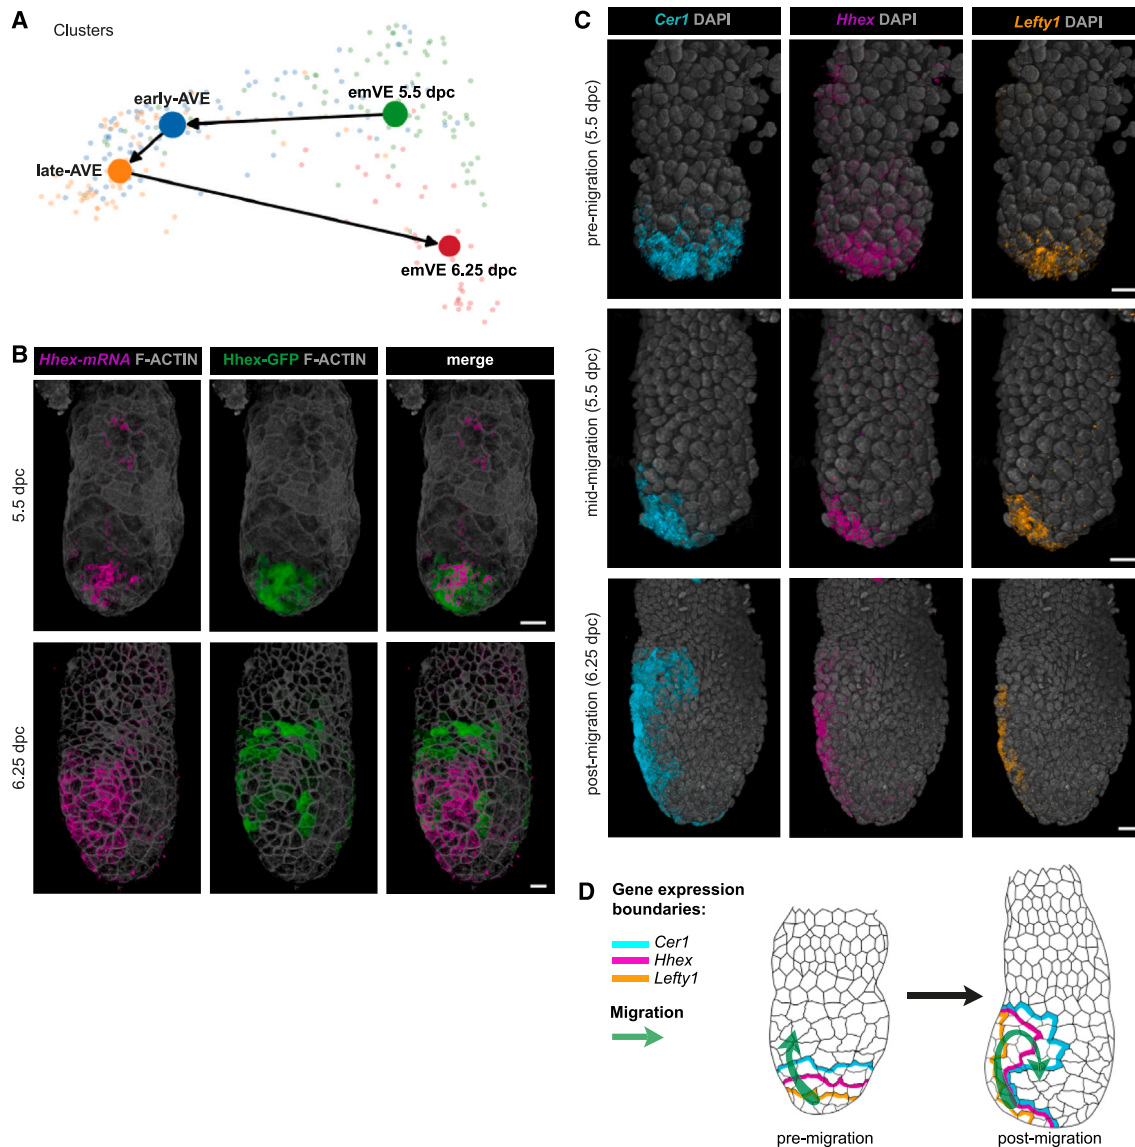 A
Clusters
early-AVE
emVE 5.5 dpc
late-AVE
emVE 6.25 dpc
B
Hhex-mRNA F-ACTIN
Hhex-GFP F-ACTIN
merge
5.5 dpc
6.25 dpc
C
Cer1 DAPI
Hhex DAPI
Lefty1 DAPI
pre-migration (5.5 dpc)
mid-migration (5.5 dpc)
post-migration (6.25 dpc)
D
Gene expression
boundaries:
Cer1
Hhex
Lefty1
Migration
pre-migration
post-migration